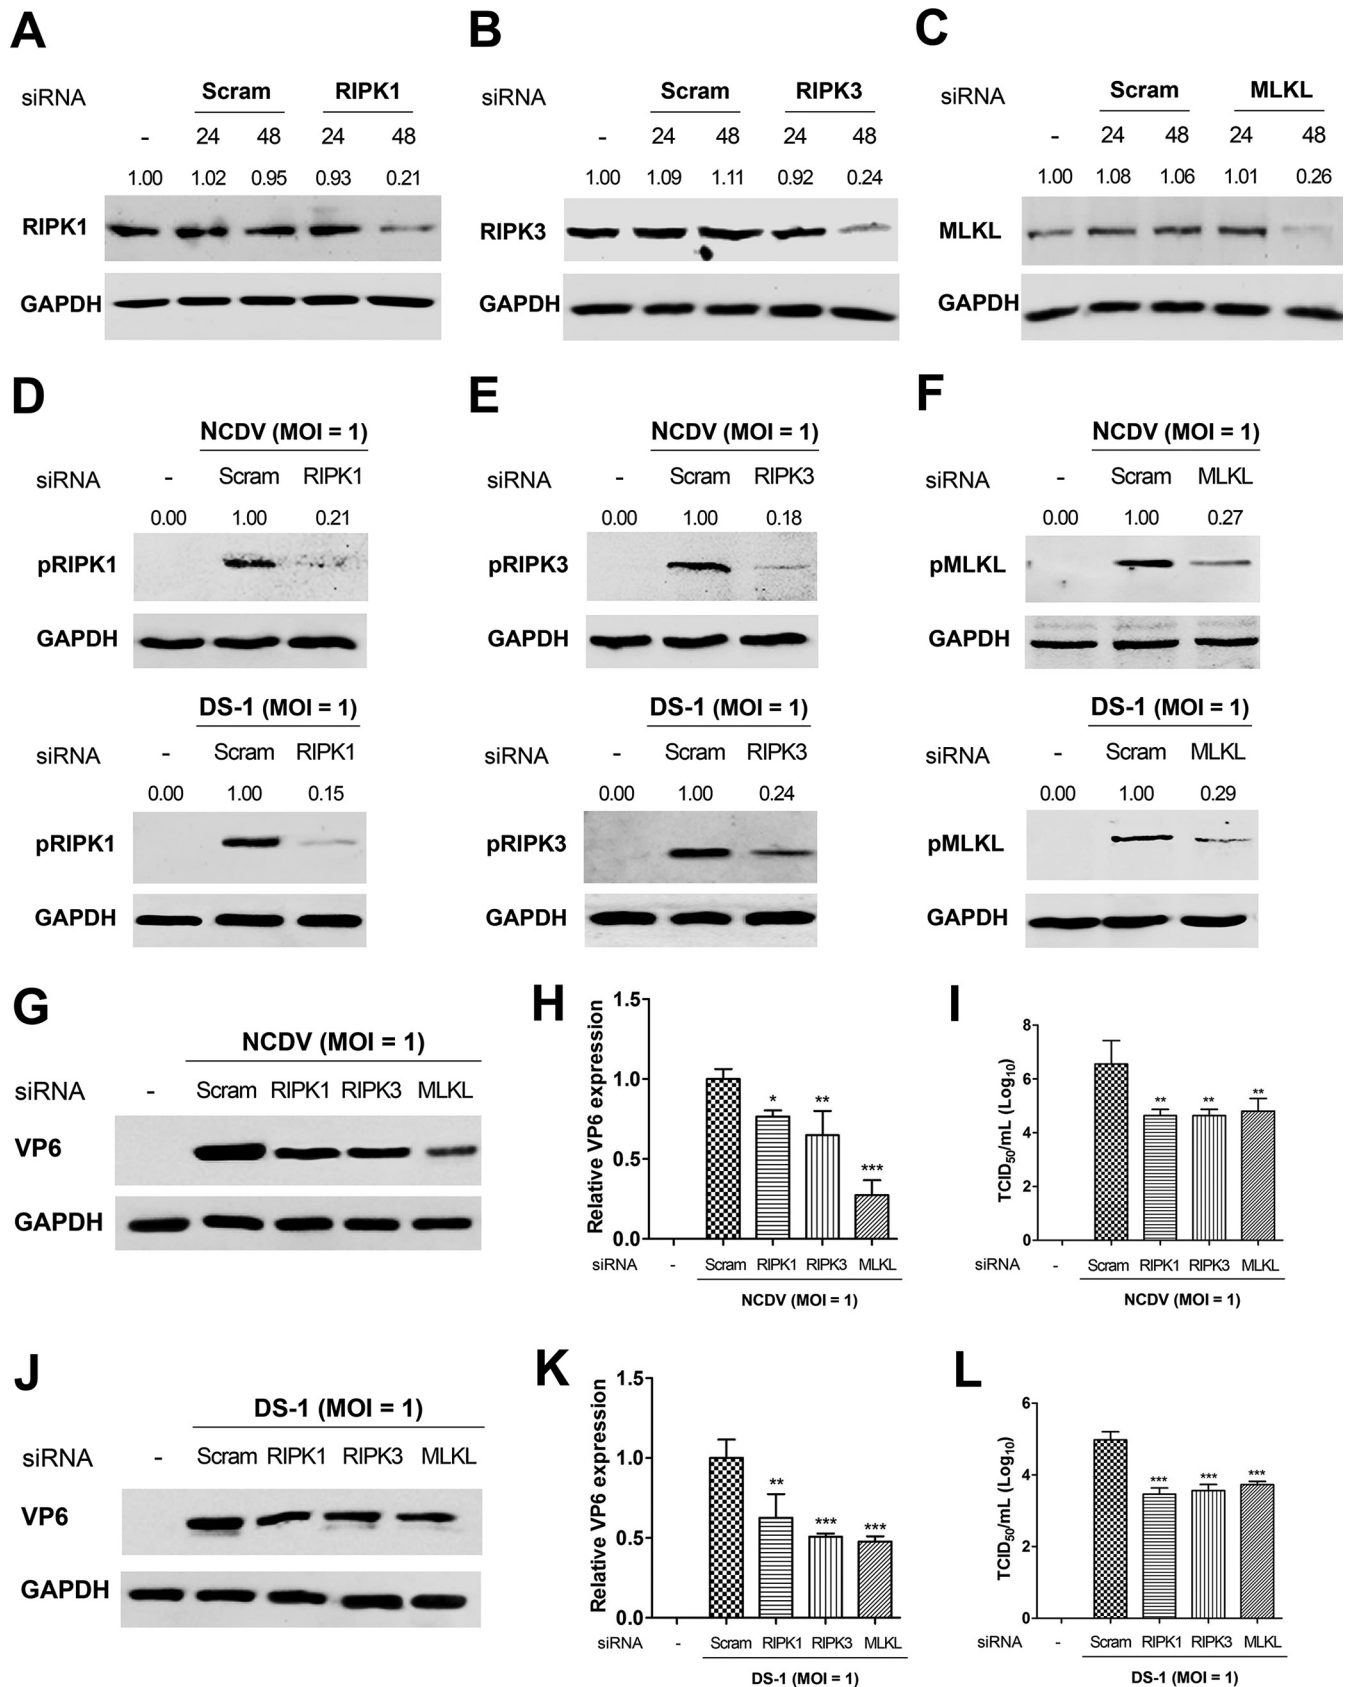 A
siRNA Scram RIPK1
- 24 48 24 48
1.00 1.02 0.95 0.93 0.21
RIPK1
GAPDH
B
siRNA Scram RIPK3
- 24 48 24 48
1.00 1.09 1.11 0.92 0.24
RIPK3
GAPDH
C
siRNA Scram MLKL
- 24 48 24 48
1.00 1.08 1.06 1.01 0.26
MLKL
GAPDH
D
NCDV (MOI = 1)
siRNA - Scram RIPK1
0.00 1.00 0.21
pRIPK1
GAPDH
DS-1 (MOI = 1)
siRNA - Scram RIPK1
0.00 1.00 0.15
pRIPK1
GAPDH
E
NCDV (MOI = 1)
siRNA - Scram RIPK3
0.00 1.00 0.18
pRIPK3
GAPDH
DS-1 (MOI = 1)
siRNA - Scram RIPK3
0.00 1.00 0.24
pRIPK3
GAPDH
F
NCDV (MOI = 1)
siRNA - Scram MLKL
0.00 1.00 0.27
pMLKL
GAPDH
DS-1 (MOI = 1)
siRNA - Scram MLKL
0.00 1.00 0.29
pMLKL
GAPDH
G
NCDV (MOI = 1)
siRNA - Scram RIPK1 RIPK3 MLKL
VP6
GAPDH
H
Relative VP6 expression
1.5
1.0
0.5
0.0
* ** ***
siRNA - Scram RIPK1 RIPK3 MLKL
NCDV (MOI = 1)
I
TCID50/mL (Log10)
8
6
4
2
0
** ** **
siRNA - Scram RIPK1 RIPK3 MLKL
NCDV (MOI = 1)
J
DS-1 (MOI = 1)
siRNA - Scram RIPK1 RIPK3 MLKL
VP6
GAPDH
K
Relative VP6 expression
1.5
1.0
0.5
0.0
** *** ***
siRNA - Scram RIPK1 RIPK3 MLKL
DS-1 (MOI = 1)
L
TCID50/mL (Log10)
6
4
2
0
*** *** ***
siRNA - Scram RIPK1 RIPK3 MLKL
DS-1 (MOI = 1)